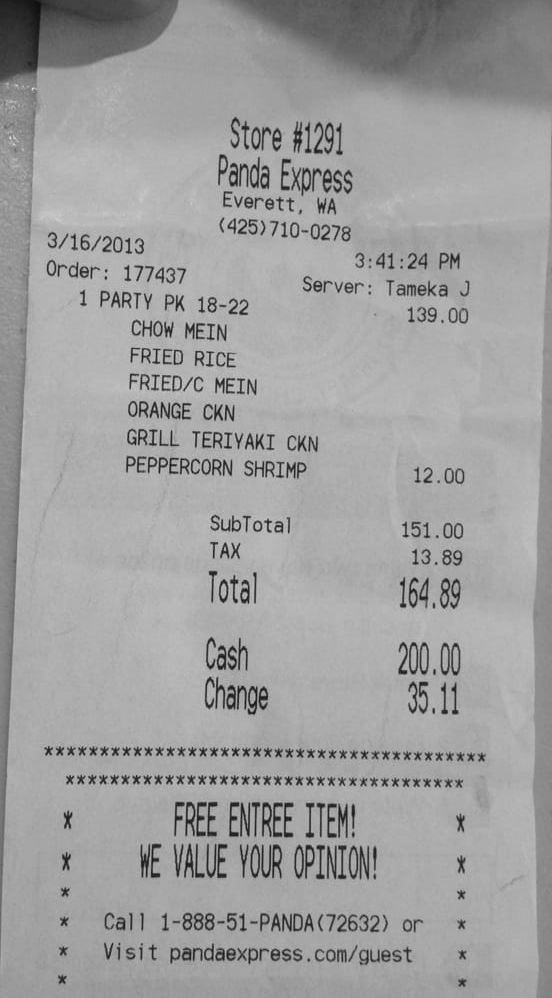 Store #1291
Panda Express
Everett, WA
(425)710-0278
3/16/2013 3:41:24 PM
Order: 177437 Server: Tameka J
1 PARTY PK 18-22 139.00
CHOW MEIN
FRIED RICE
FRIED/C MEIN
ORANGE CKN
GRILL TERIYAKI CKN
PEPPERCORN SHRIMP 12.00
SubTotal 151.00
TAX 13.89
Total 164.89
Cash 200.00
Change 35.11
****************************************
************************************
* FREE ENTREE ITEM! *
* WE VALUE YOUR OPINION! *
* *
* Call 1-888-51-PANDA(72632) or *
* Visit pandaexpress.com/guest *
* *